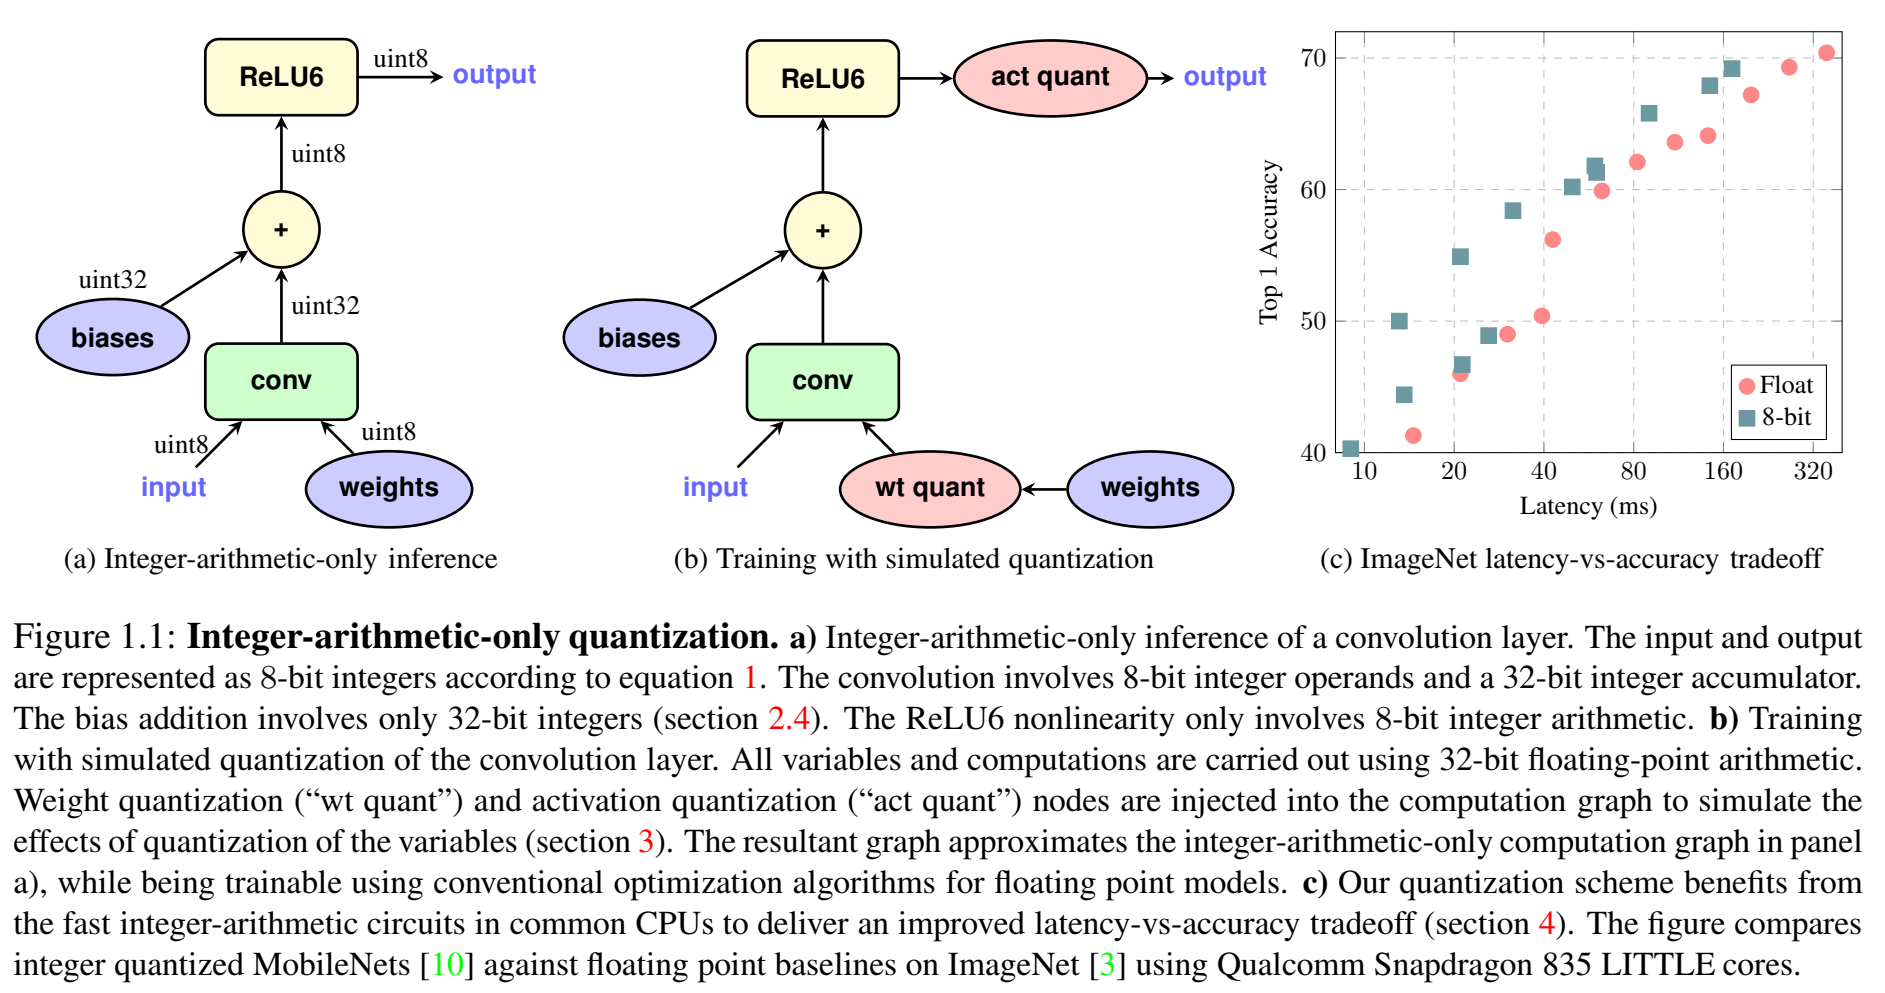 ReLU6
uint8
output
uint8
+
uint32
biases
uint32
conv
uint8
uint8
input
weights
(a) Integer-arithmetic-only inference
ReLU6
act quant
output
+
biases
conv
input
wt quant
weights
(b) Training with simulated quantization
70
60
50
40
Top 1 Accuracy
10 20 40 80 160 320
Latency (ms)
Float
8-bit
(c) ImageNet latency-vs-accuracy tradeoff
Figure 1.1: Integer-arithmetic-only quantization. a) Integer-arithmetic-only inference of a convolution layer. The input and output
are represented as 8-bit integers according to equation 1. The convolution involves 8-bit integer operands and a 32-bit integer accumulator.
The bias addition involves only 32-bit integers (section 2.4). The ReLU6 nonlinearity only involves 8-bit integer arithmetic. b) Training
with simulated quantization of the convolution layer. All variables and computations are carried out using 32-bit floating-point arithmetic.
Weight quantization (“wt quant”) and activation quantization (“act quant”) nodes are injected into the computation graph to simulate the
effects of quantization of the variables (section 3). The resultant graph approximates the integer-arithmetic-only computation graph in panel
a), while being trainable using conventional optimization algorithms for floating point models. c) Our quantization scheme benefits from
the fast integer-arithmetic circuits in common CPUs to deliver an improved latency-vs-accuracy tradeoff (section 4). The figure compares
integer quantized MobileNets [10] against floating point baselines on ImageNet [3] using Qualcomm Snapdragon 835 LITTLE cores.